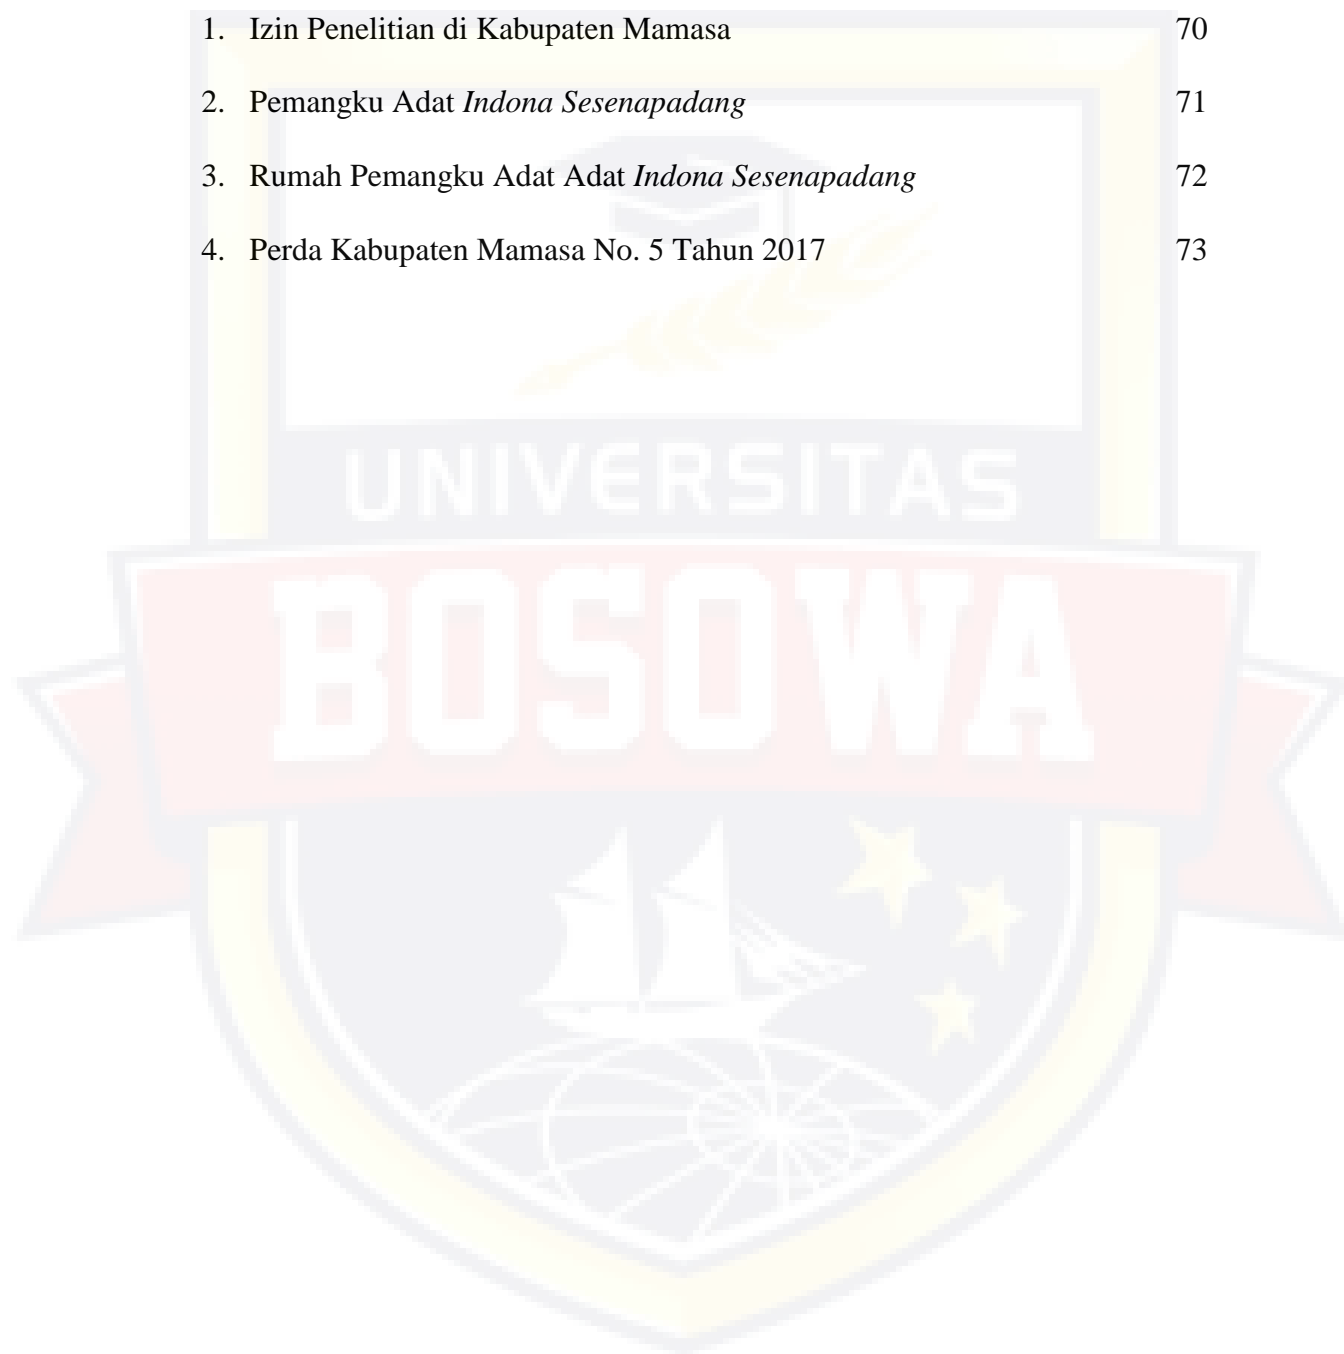 1. Izin Penelitian di Kabupaten Mamasa 70
2. Pemangku Adat Indona Sesenapadang 71
3. Rumah Pemangku Adat Adat Indona Sesenapadang 72
4. Perda Kabupaten Mamasa No. 5 Tahun 2017 73
UNIVERSITAS
BOSOWA